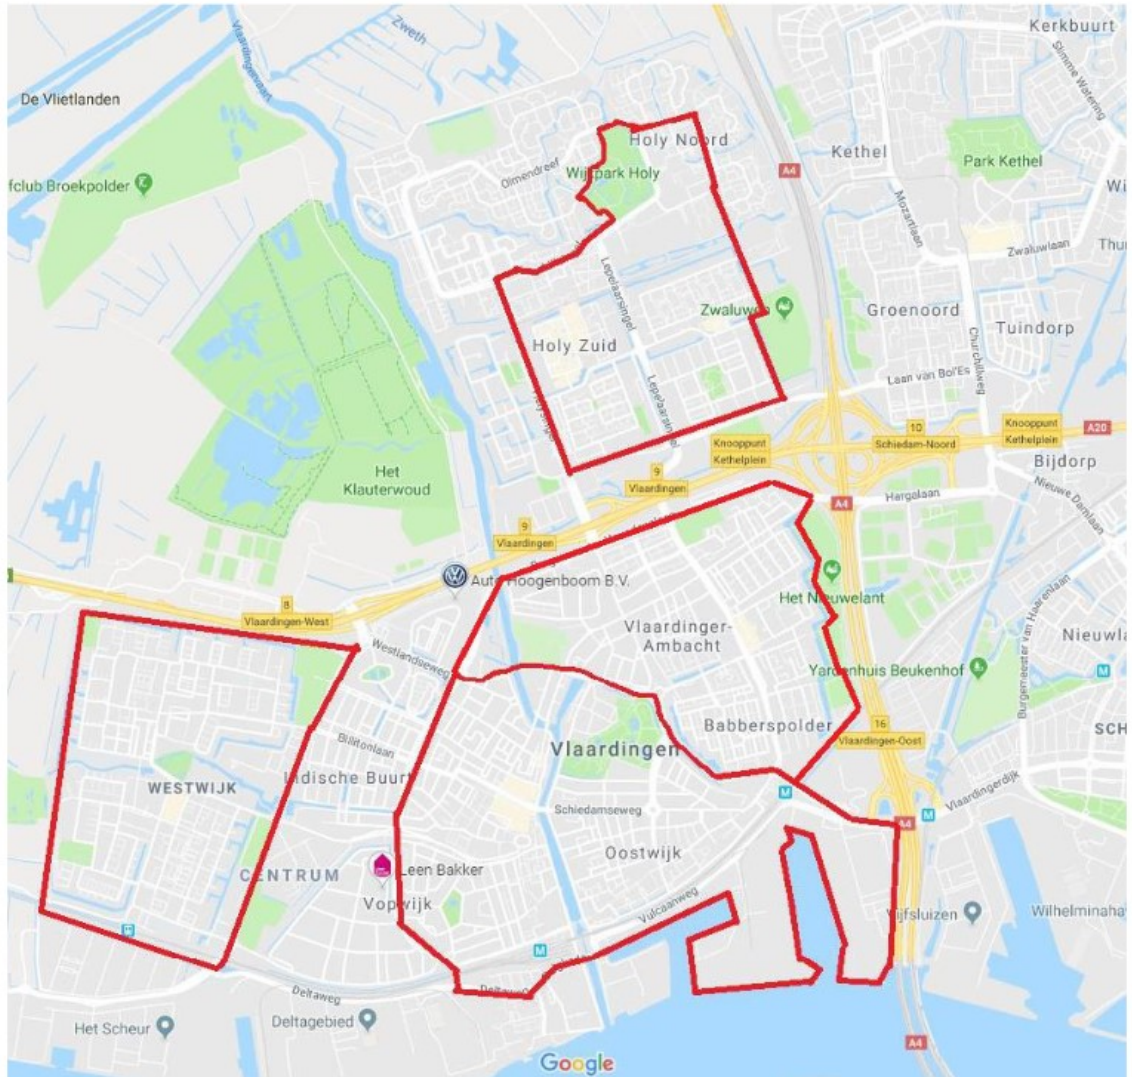 Kerkbuurt
Zweth
Vlaardingervaart
Slimme Watering
De Vlietlanden
Holy Noord
Kethel
A4
Park Kethel
Olmendreef
Wijkpark Holy
fclub Broekpolder
Wi
Mozartlaan
Zwaluwlaan
Thu
Lepelaarsingel
Zwaluwen
Groenoord
Tuindorp
Holy Zuid
Churchillweg
Laan van Bol'Es
Lepelaarsingel
Holysingel
10
Schiedam-Noord
Knooppunt
Kethelplein
A20
Knooppunt
Kethelplein
9
Vlaardingen
Bijdorp
Het
Klauterwoud
Hargalaan
A4
Nieuwe Damlaan
9
Vlaardingen
Auto Hoogenboom B.V.
Het Nieuwelant
8
Vlaardingen-West
Vlaardinger-
Ambacht
Burgemeester van Haarenlaan
Nieuwla
Westlandseweg
Yardenhuis Beukenhof
M
Babberspolder
16
Vlaardingen-Oost
SCH
Billitonlaan
Vlaardingen
Indische Buurt
WESTWIJK
M
Vlaardingerdijk
Schiedamseweg
M
A4
Oostwijk
CENTRUM
Leen Bakker
Vopwijk
Vulcaanweg
Vijfsluizen
Wilhelminaha
M
Deltaweg
Deltaweg
Het Scheur
Deltagebied
A4
Google